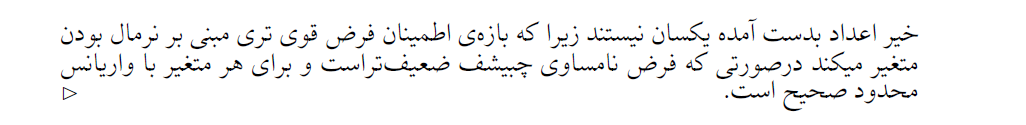 خیر اعداد بدست آمده یکسان نیستند زیرا که بازه‌ی اطمینان فرض قوی تری مبنی بر نرمال بودن
متغیر میکند درصورتی که فرض نامساوی چبیشف ضعیف‌تراست و برای هر متغیر با واریانس
محدود صحیح است. ▷